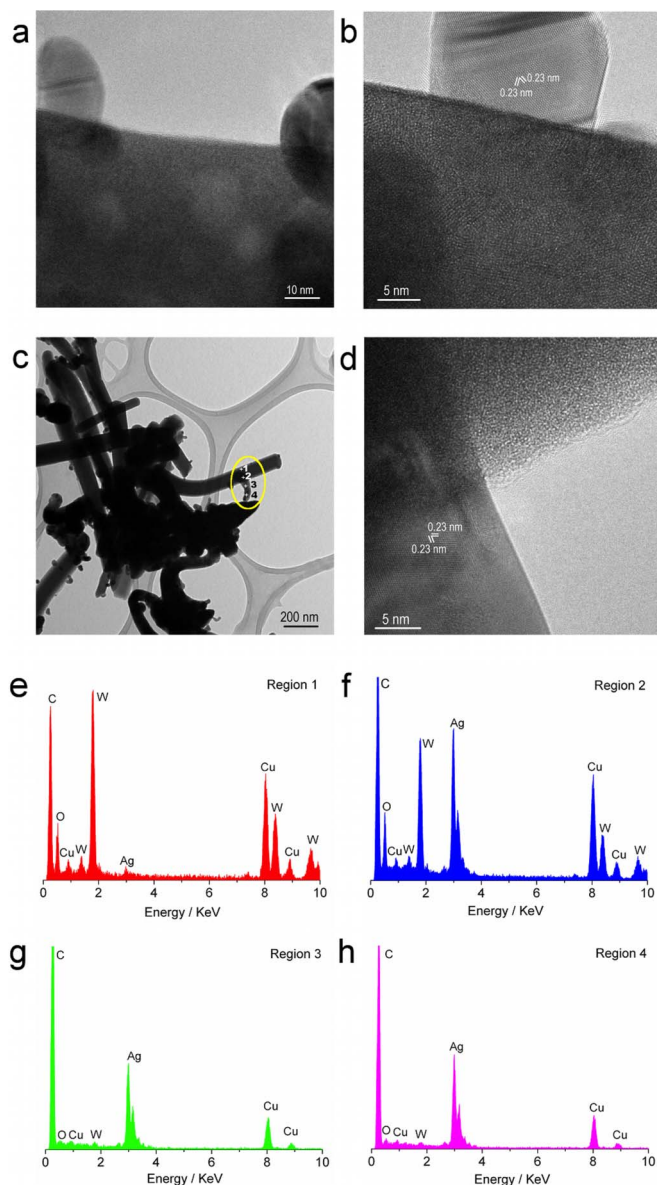 a
b
0.23 nm
0.23 nm
10 nm
5 nm
c
d
1
2
3
4
0.23 nm
0.23 nm
200 nm
5 nm
e
Region 1
C
W
Cu
O
W
Cu
W
Ag
Cu
W
0 2 4 6 8 10
Energy / KeV
f
Region 2
C
Ag
W
Cu
O
W
Cu
W
Cu
W
0 2 4 6 8 10
Energy / KeV
g
Region 3
C
Ag
Cu
O
Cu
W
Cu
0 2 4 6 8 10
Energy / KeV
h
Region 4
C
Ag
Cu
O
Cu
W
Cu
0 2 4 6 8 10
Energy / KeV